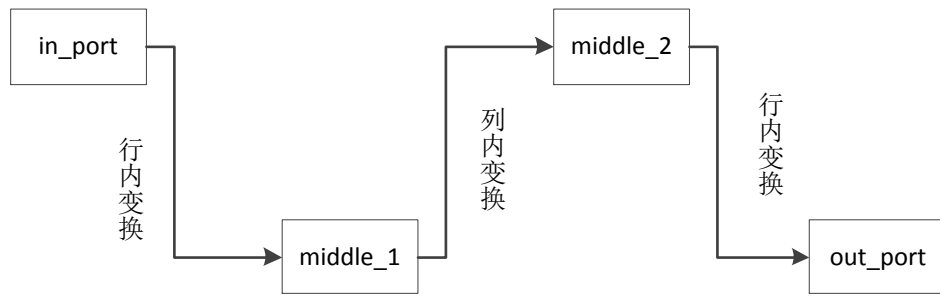 in_port
行内变换
middle_1
列内变换
middle_2
行内变换
out_port